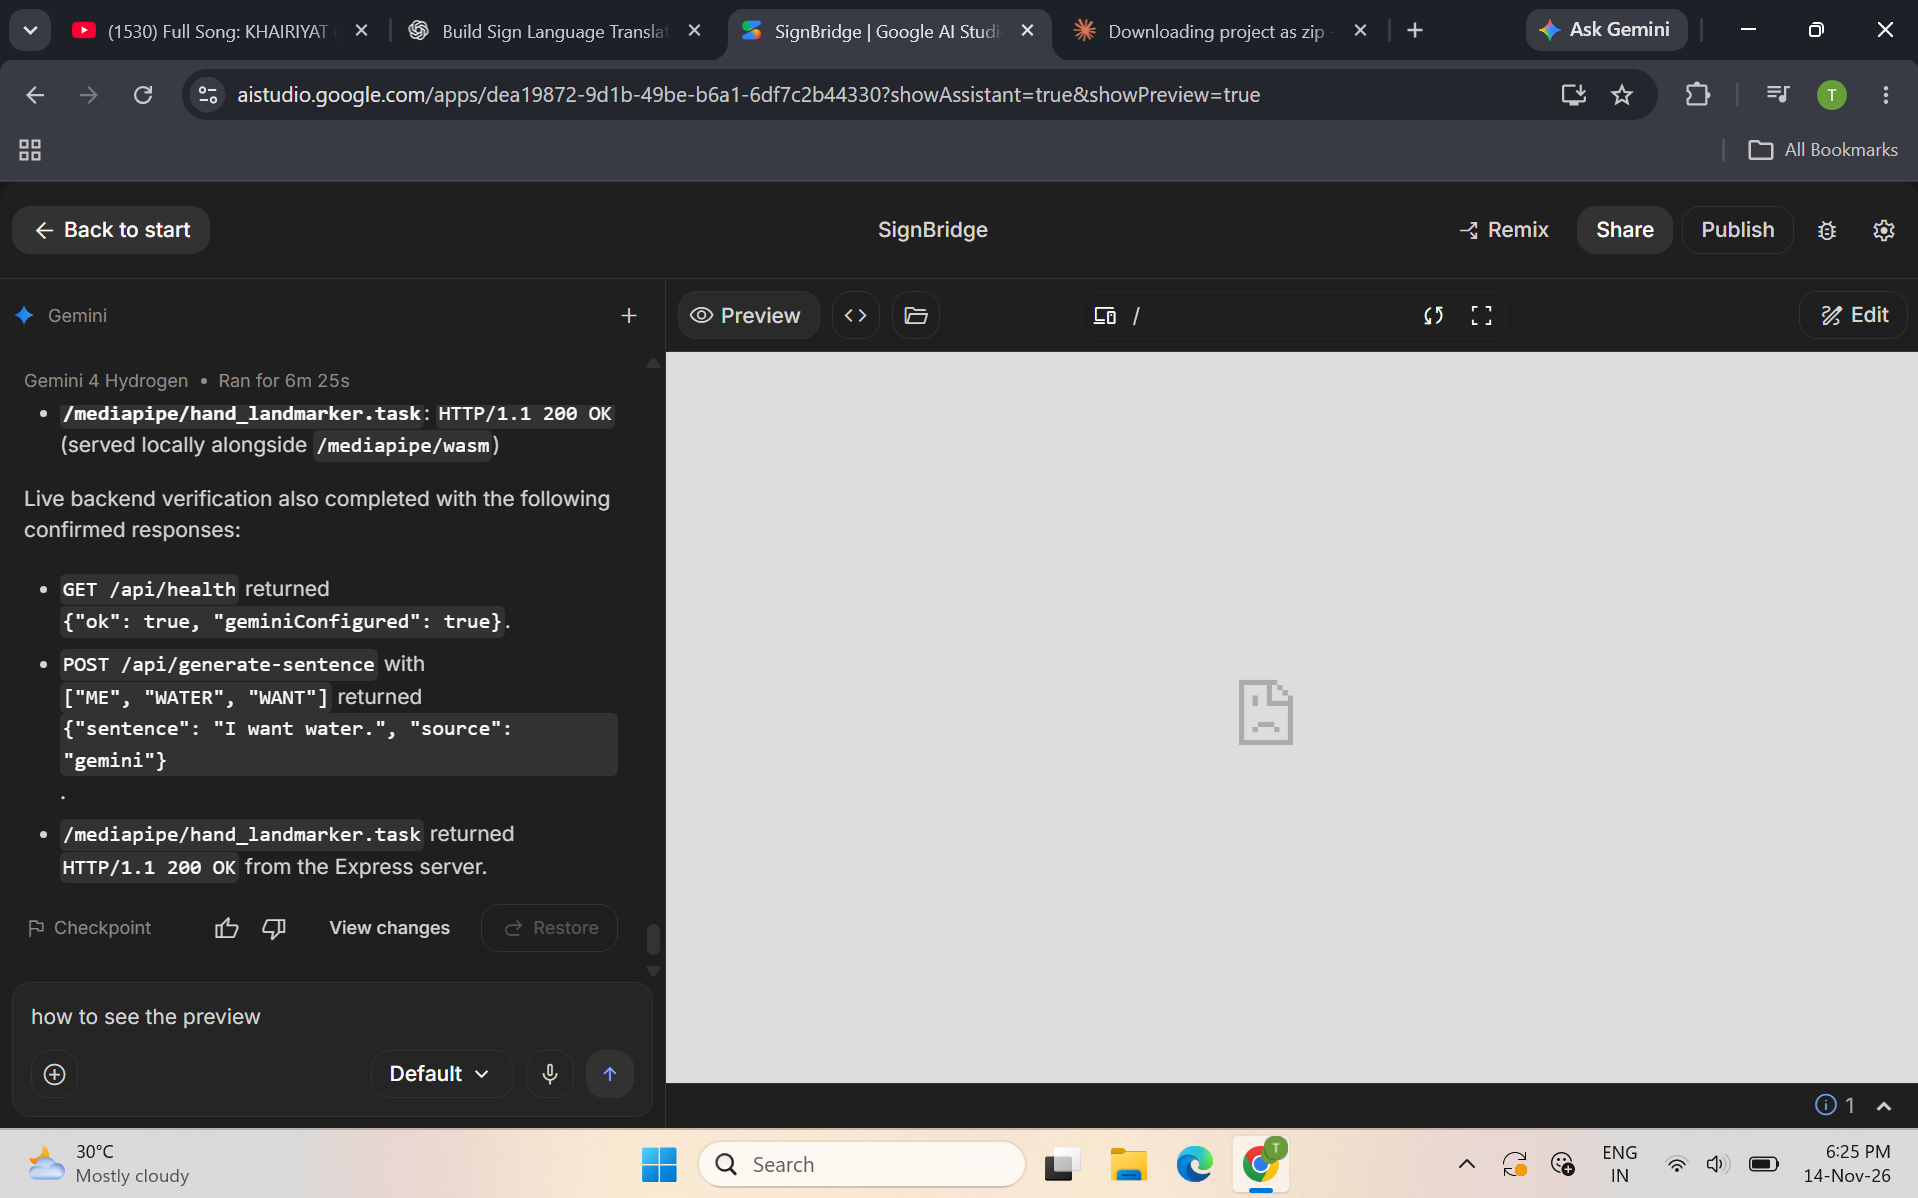 (1530) Full Song: KHAIRIYAT
Build Sign Language Translat
SignBridge | Google AI Studi
Downloading project as zip -
Ask Gemini
aistudio.google.com/apps/dea19872-9d1b-49be-b6a1-6df7c2b44330?showAssistant=true&showPreview=true
T
All Bookmarks
← Back to start
SignBridge
Remix
Share
Publish
Gemini
Preview
/
Edit
Gemini 4 Hydrogen • Ran for 6m 25s
• /mediapipe/hand_landmarker.task: HTTP/1.1 200 OK
(served locally alongside /mediapipe/wasm)
Live backend verification also completed with the following
confirmed responses:
• GET /api/health returned
{"ok": true, "geminiConfigured": true}.
• POST /api/generate-sentence with
["ME", "WATER", "WANT"] returned
{"sentence": "I want water.", "source":
"gemini"}
.
• /mediapipe/hand_landmarker.task returned
HTTP/1.1 200 OK from the Express server.
Checkpoint
View changes
Restore
how to see the preview
Default
1
30°C
Mostly cloudy
Search
T
ENG
IN
6:25 PM
14-Nov-26